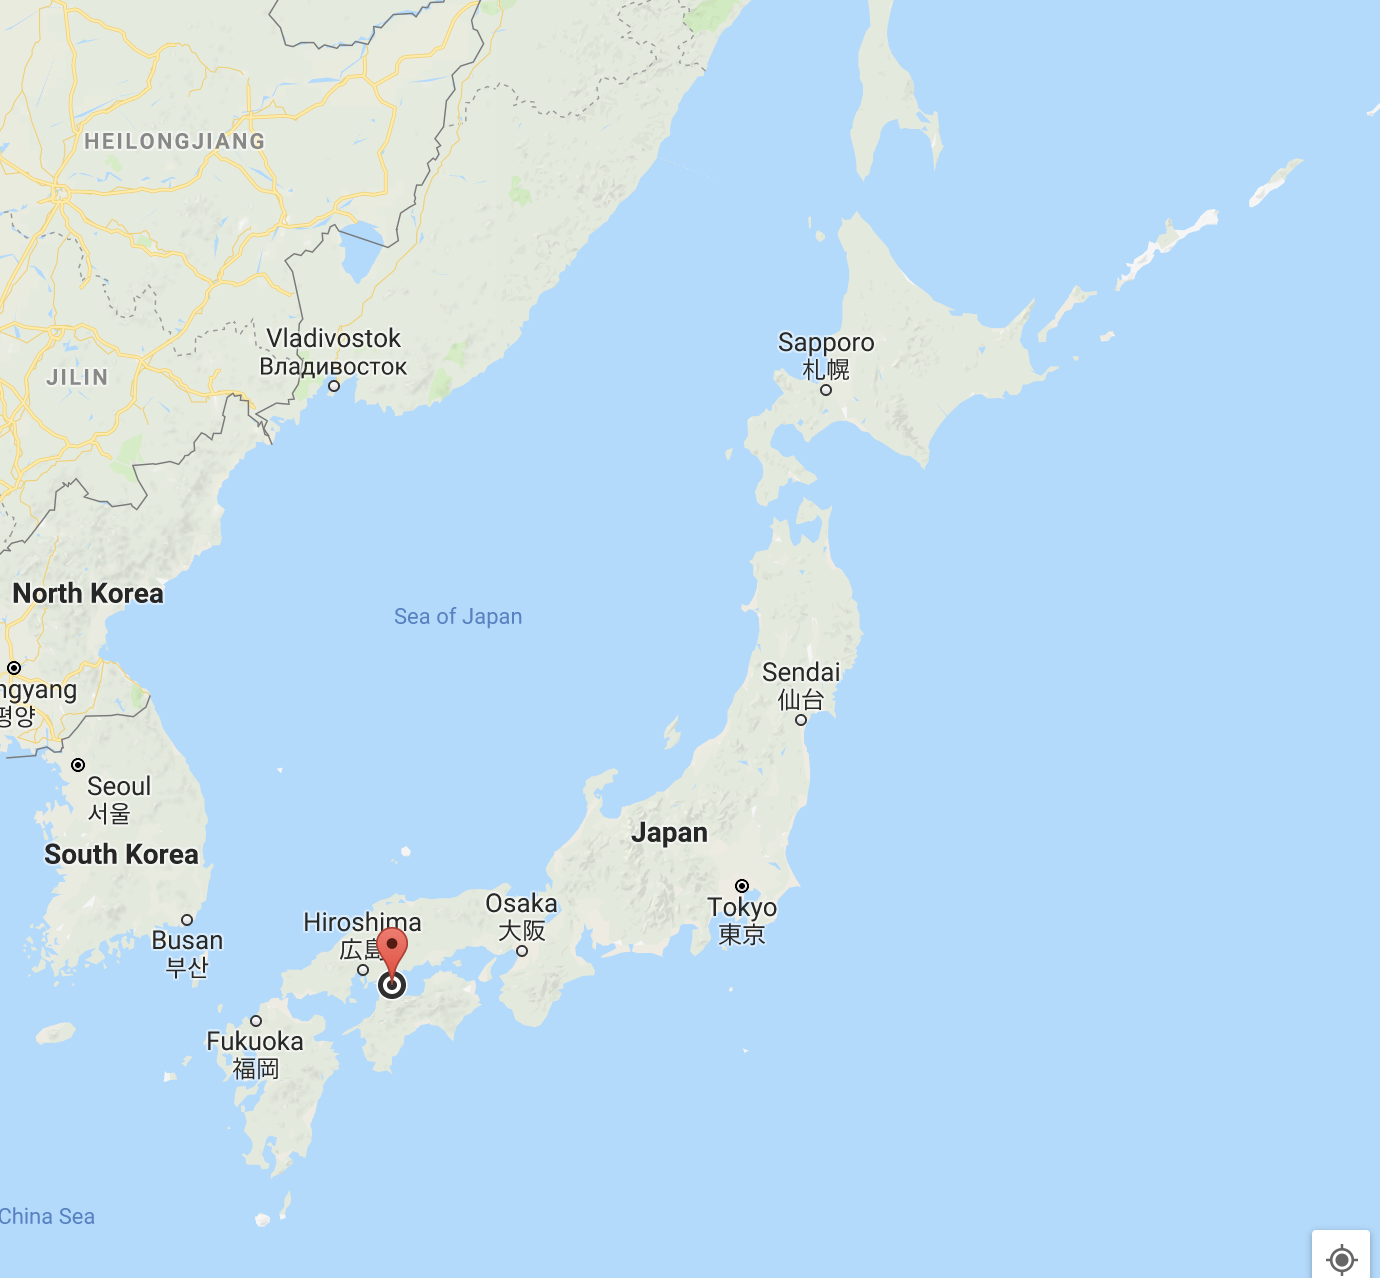 HEILONGJIANG
Vladivostok
Владивосток
JILIN
Sapporo
札幌
North Korea
Sea of Japan
ngyang
평양
Sendai
仙台
Seoul
서울
South Korea
Japan
Tokyo
東京
Osaka
大阪
Hiroshima
広島
Busan
부산
Fukuoka
福岡
China Sea